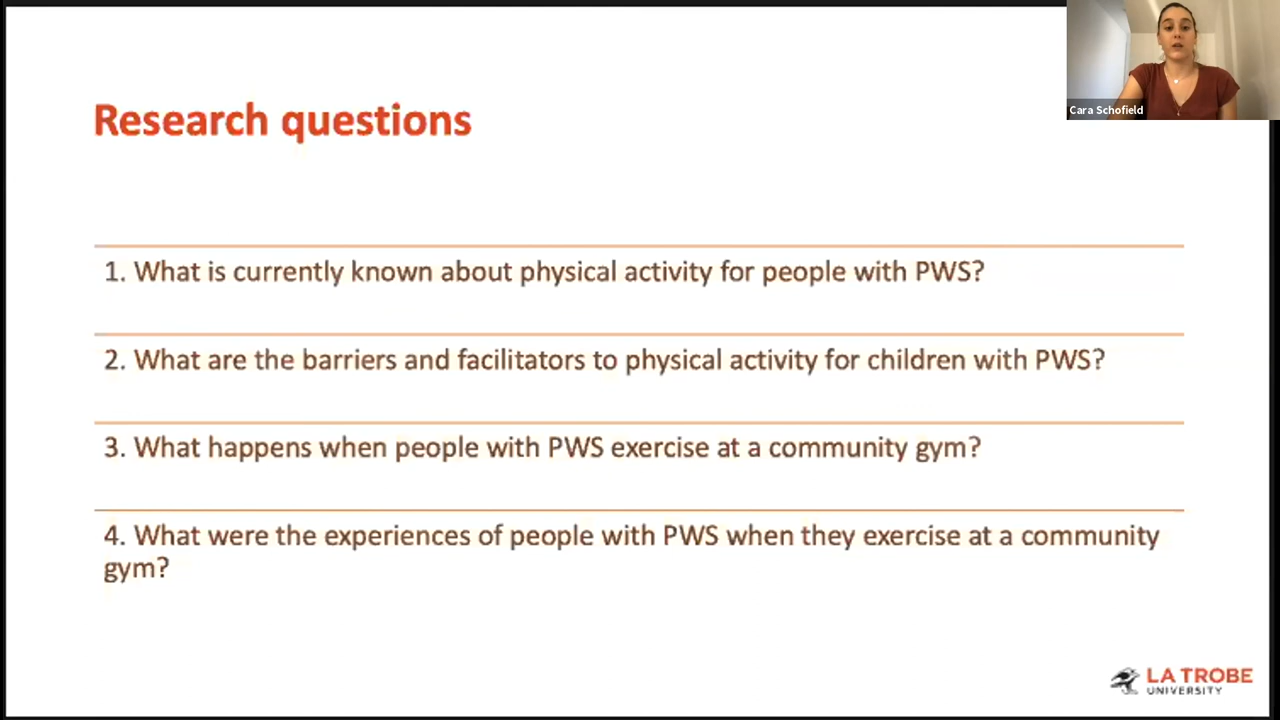 Cara Schofield
Research questions
1. What is currently known about physical activity for people with PWS?
2. What are the barriers and facilitators to physical activity for children with PWS?
3. What happens when people with PWS exercise at a community gym?
4. What were the experiences of people with PWS when they exercise at a community
gym?
LA TROBE
UNIVERSITY